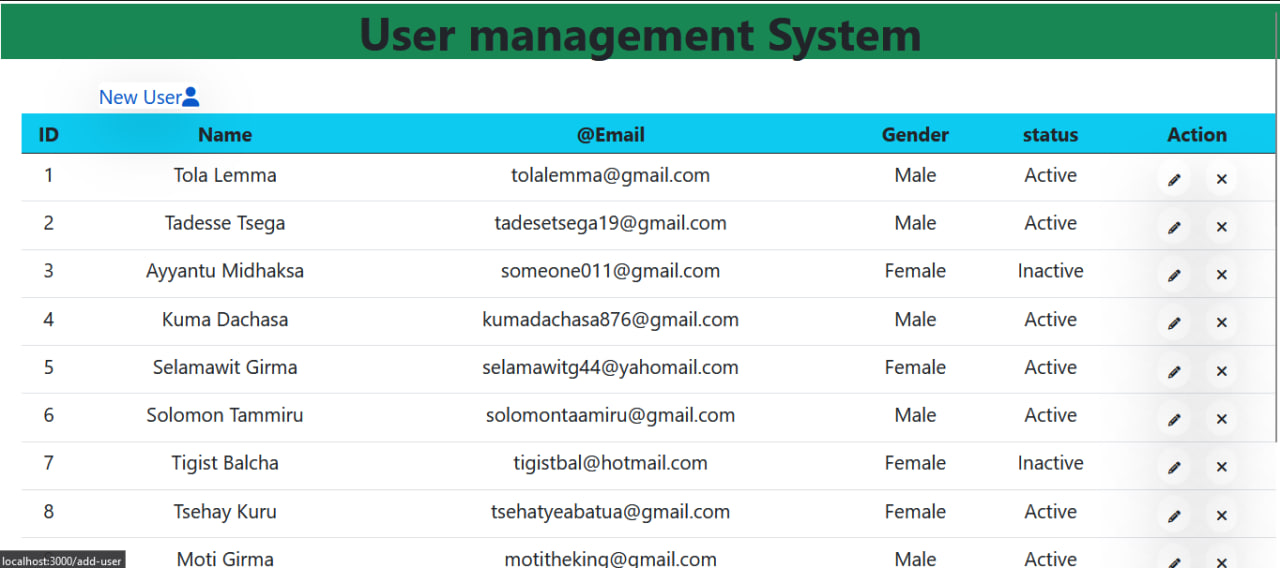 User management System
New User
ID Name @Email Gender status Action
1 Tola Lemma tolalemma@gmail.com Male Active
2 Tadesse Tsega tadesetsega19@gmail.com Male Active
3 Ayyantu Midhaksa someone011@gmail.com Female Inactive
4 Kuma Dachasa kumadachasa876@gmail.com Male Active
5 Selamawit Girma selamawitg44@yahomail.com Female Active
6 Solomon Tammiru solomontaamiru@gmail.com Male Active
7 Tigist Balcha tigistbal@hotmail.com Female Inactive
8 Tsehay Kuru tsehatyeabatua@gmail.com Female Active
Moti Girma motitheking@gmail.com Male Active
localhost:3000/add-user